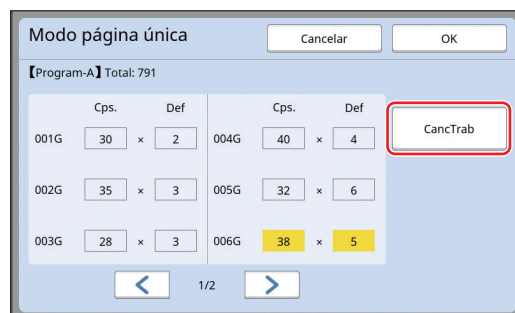 Modo página única Cancelar OK
【Program-A】Total: 791
Cps. Def Cps. Def
001G 30 × 2 004G 40 × 4 CancTrab
002G 35 × 3 005G 32 × 6
003G 28 × 3 006G 38 × 5
< 1/2 >